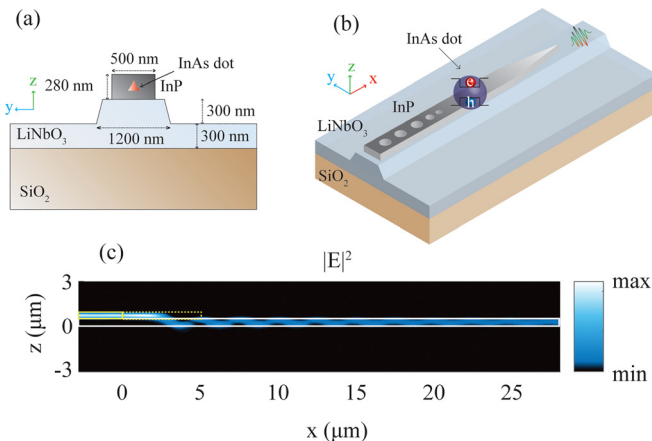 (a)
500 nm
InAs dot
280 nm
InP
z
y
300 nm
LiNbO3
1200 nm
300 nm
SiO2
(b)
InAs dot
z
y
x
e
h
InP
LiNbO3
SiO2
(c)
|E|²
3
0
-3
z (μm)
0
5
10
15
20
25
x (μm)
max
min